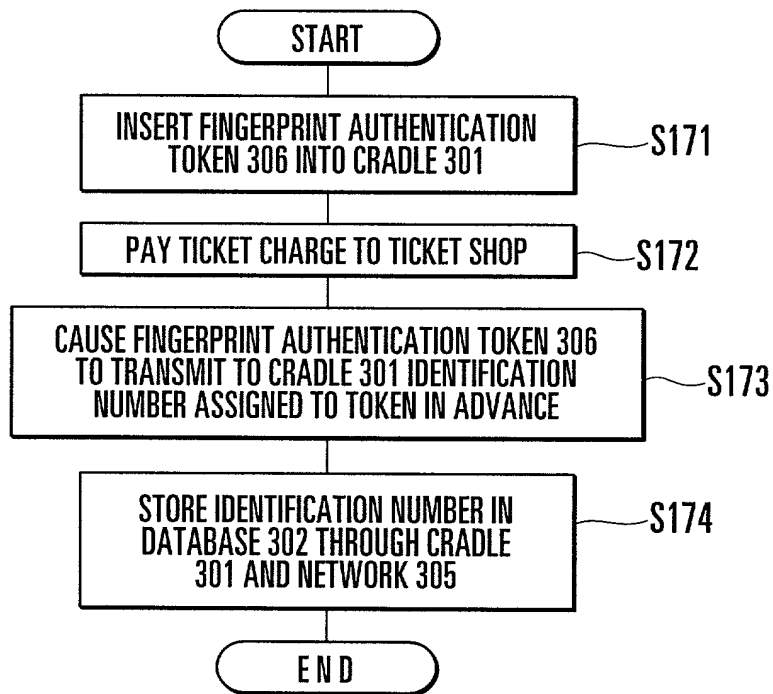 START
INSERT FINGERPRINT AUTHENTICATION
TOKEN 306 INTO CRADLE 301
S171
PAY TICKET CHARGE TO TICKET SHOP
S172
CAUSE FINGERPRINT AUTHENTICATION TOKEN 306
TO TRANSMIT TO CRADLE 301 IDENTIFICATION
NUMBER ASSIGNED TO TOKEN IN ADVANCE
S173
STORE IDENTIFICATION NUMBER IN
DATABASE 302 THROUGH CRADLE
301 AND NETWORK 305
S174
END